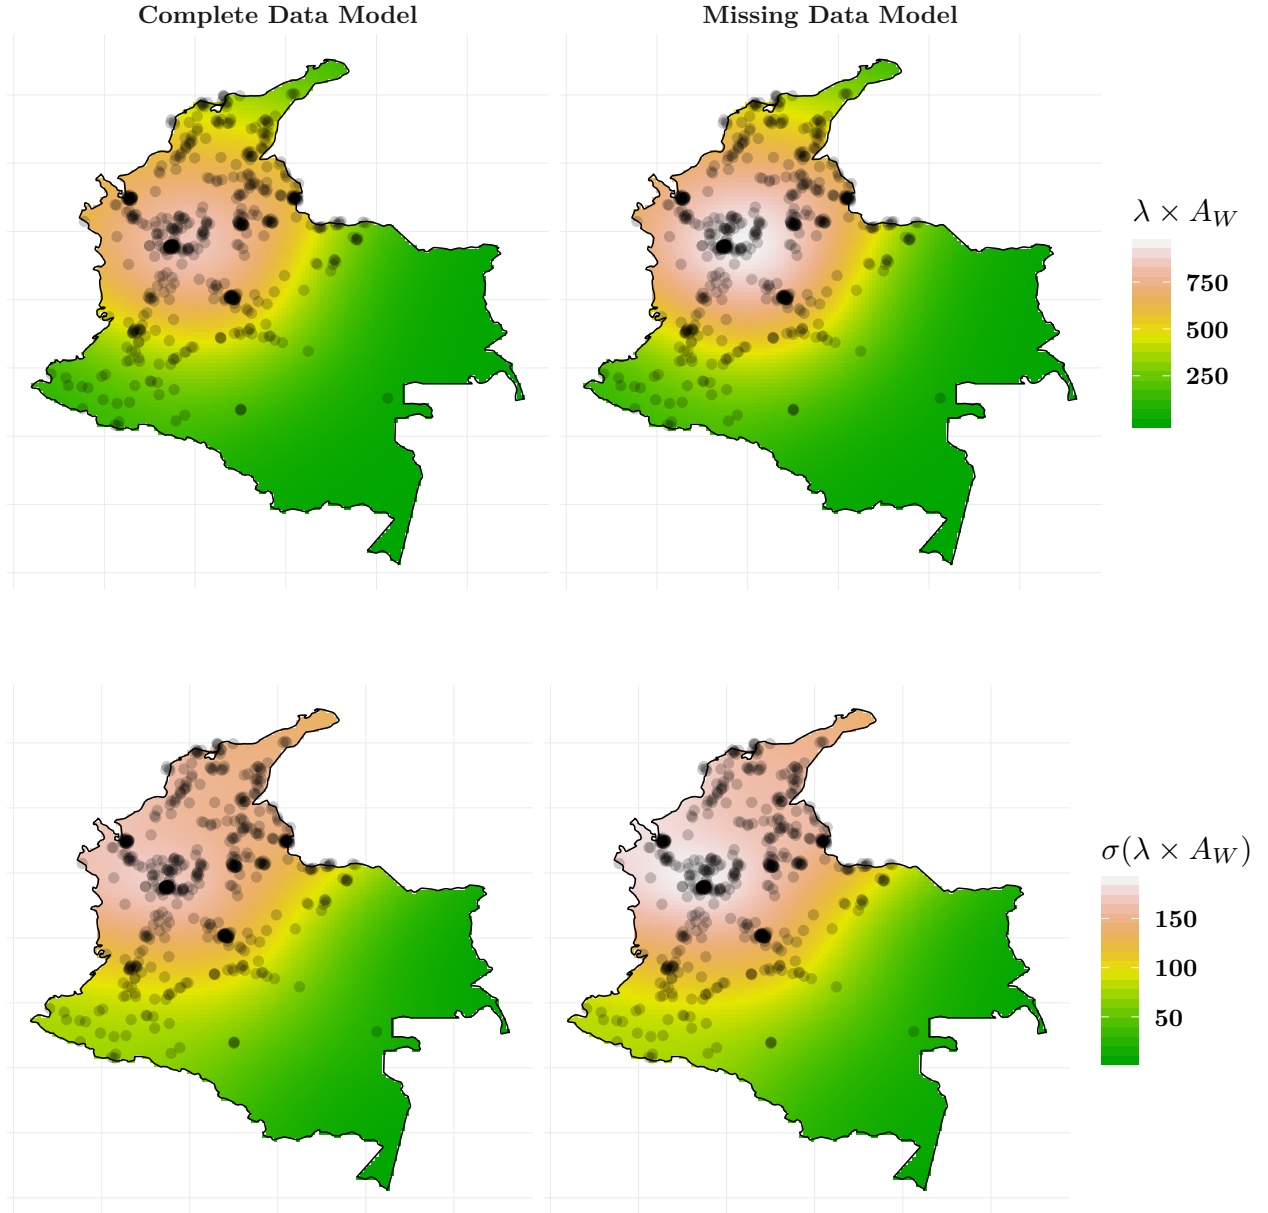 Complete Data Model
Missing Data Model
λ × A_W
750
500
250
σ(λ × A_W)
150
100
50